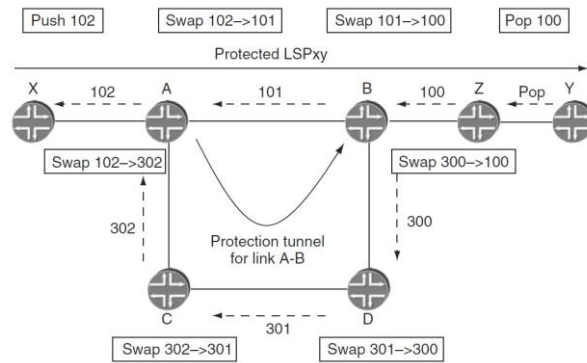 Push 102
Swap 102–>101
Swap 101–>100
Pop 100
Protected LSPxy
X
102
A
101
B
100
Z
Pop
Y
Swap 102–>302
Swap 300–>100
302
300
Protection tunnel
for link A-B
C
301
D
Swap 302–>301
Swap 301–>300